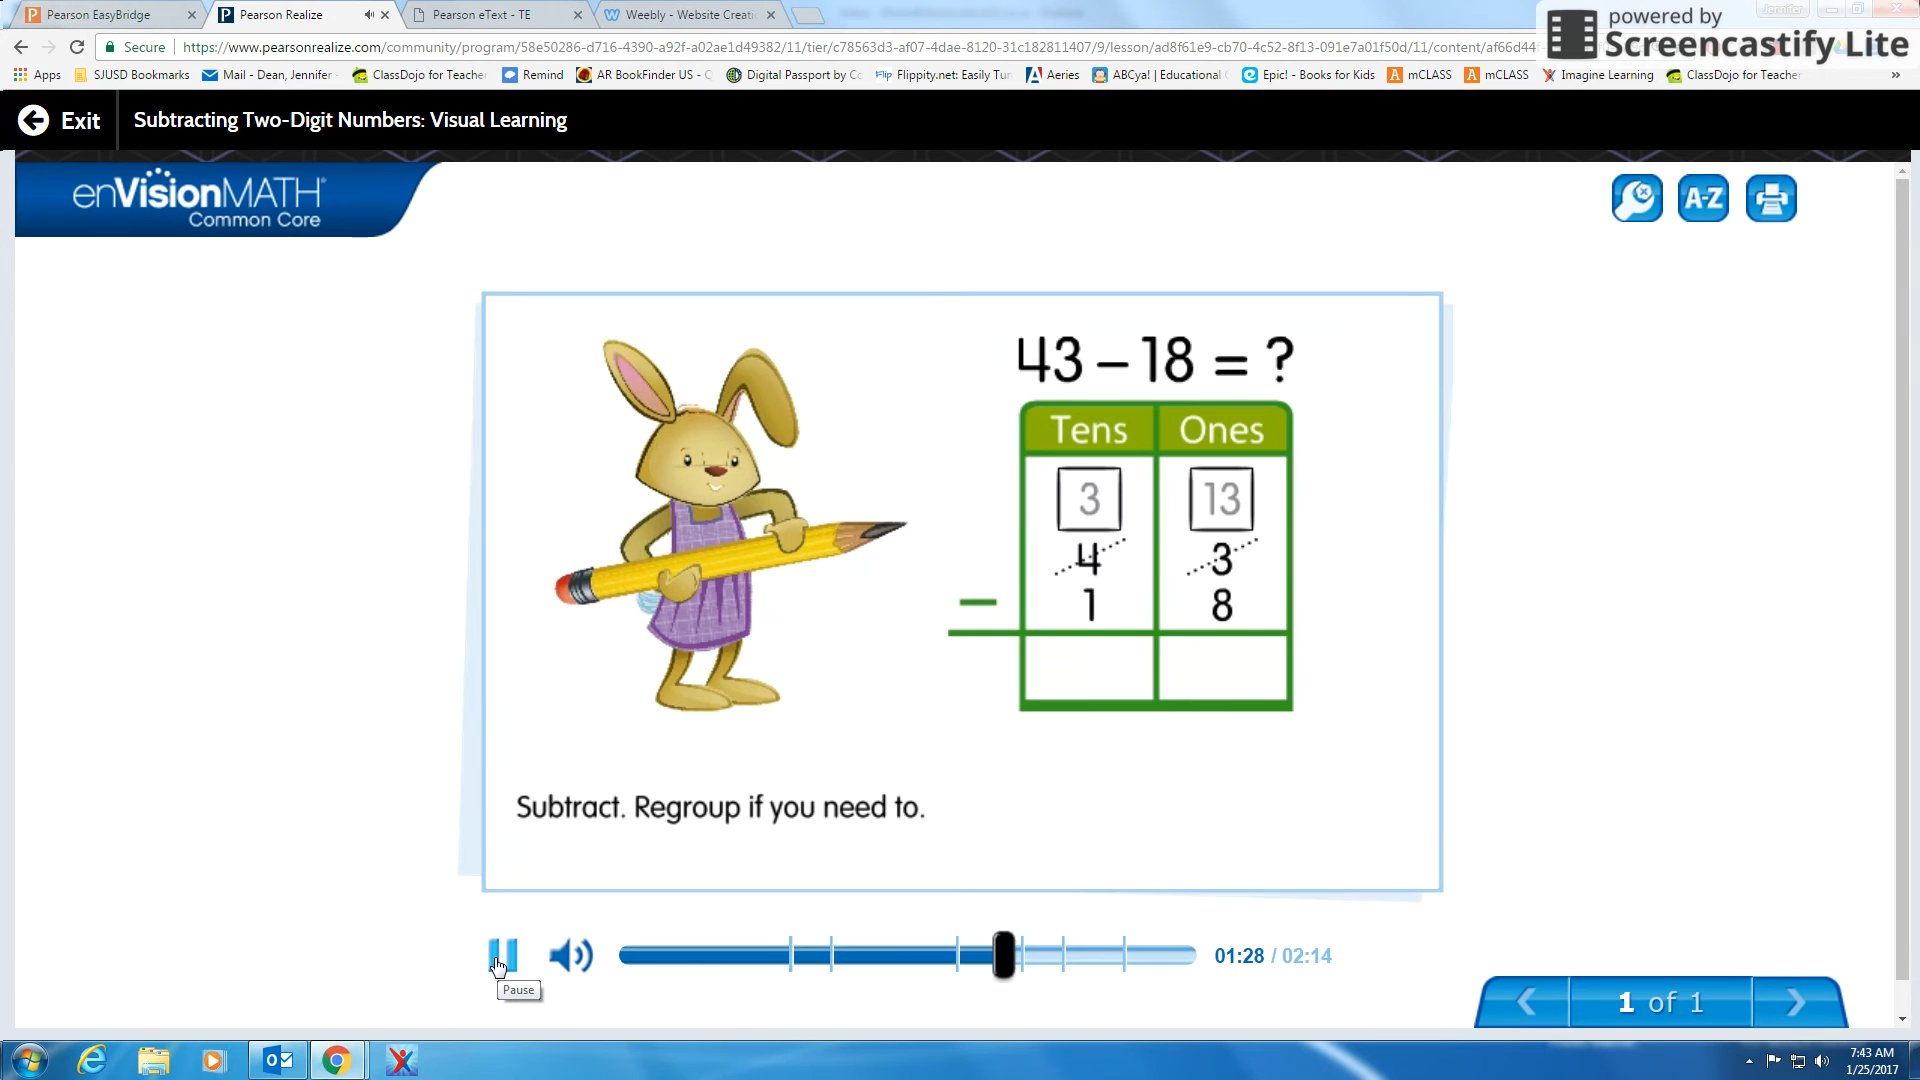 Pearson EasyBridge
Pearson Realize
Pearson eText - TE
Weebly - Website Creati
Jennifer
powered by
Screencastify Lite
Secure
https://www.pearsonrealize.com/community/program/58e50286-d716-4390-a92f-a02ae1d49382/11/tier/c78563d3-af07-4dae-8120-31c182811407/9/lesson/ad8f61e9-cb70-4c52-8f13-091e7a01f50d/11/content/af66d44f
Apps SJUSD Bookmarks Mail - Dean, Jennifer ClassDojo for Teacher Remind AR BookFinder US - Q Digital Passport by Co Flip Flippity.net: Easily Tur Aeries ABCya! | Educational Epic! - Books for Kids mCLASS mCLASS Imagine Learning ClassDojo for Teacher »
Exit
Subtracting Two-Digit Numbers: Visual Learning
enVisionMATH
Common Core
A-Z
43 – 18 = ?
Tens Ones
3 13
4 3
– 1 8
Subtract. Regroup if you need to.
01:28 / 02:14
Pause
1 of 1
7:43 AM
1/25/2017